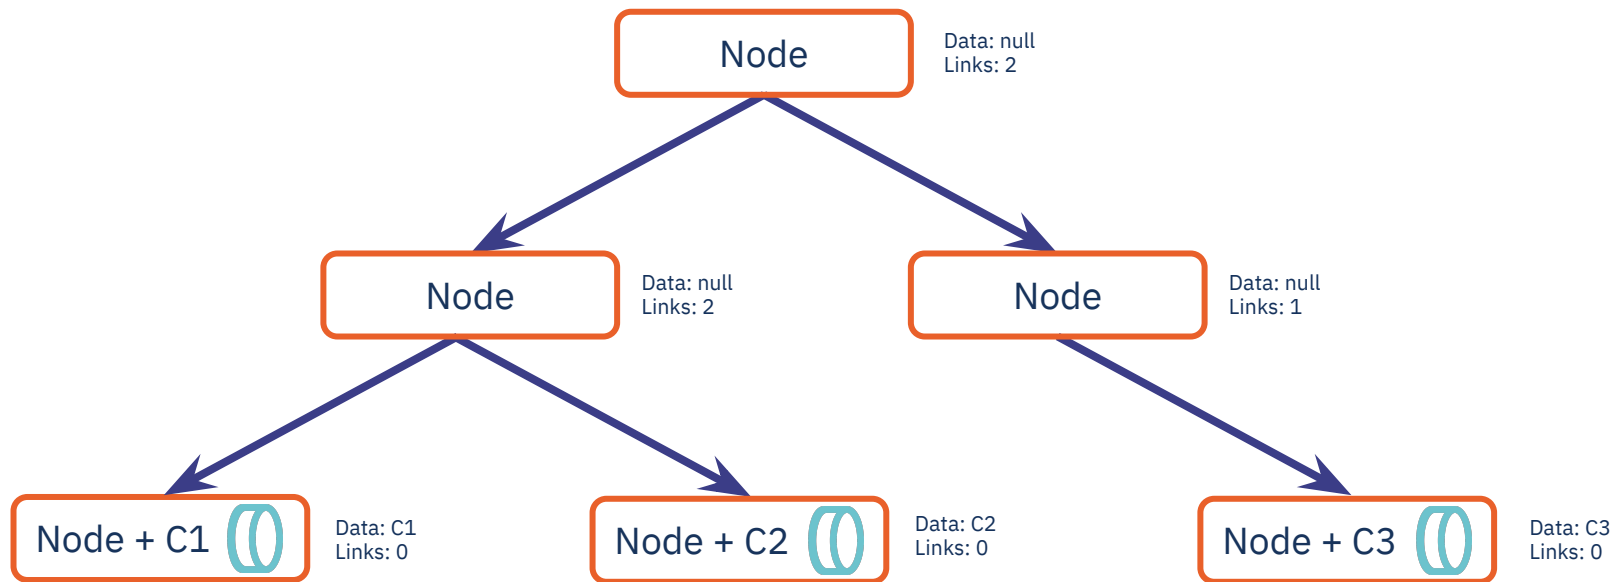 Node
Data: null
Links: 2
Node
Data: null
Links: 2
Node
Data: null
Links: 1
Node + C1
Data: C1
Links: 0
Node + C2
Data: C2
Links: 0
Node + C3
Data: C3
Links: 0